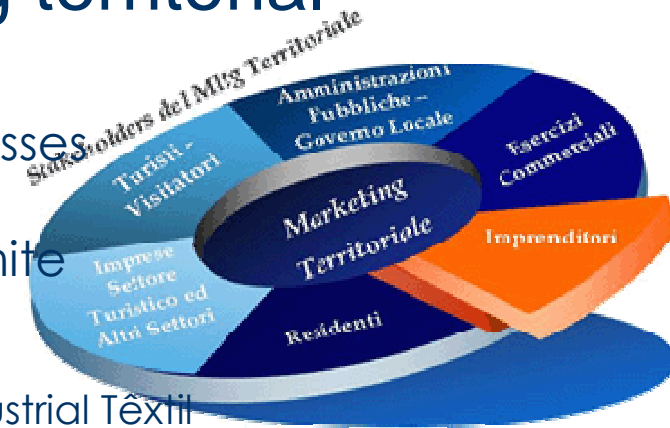 g territorial
Stakeholders del Mktg Territoriale
Amministrazioni
Pubbliche –
Governo Locale
Esercizi
Commerciali
sses
Turisti -
Visitatori
Marketing
Territoriale
Imprenditori
nite
Imprese
Settore
Turistico ed
Altri Settori
Residenti
ustrial Têxtil